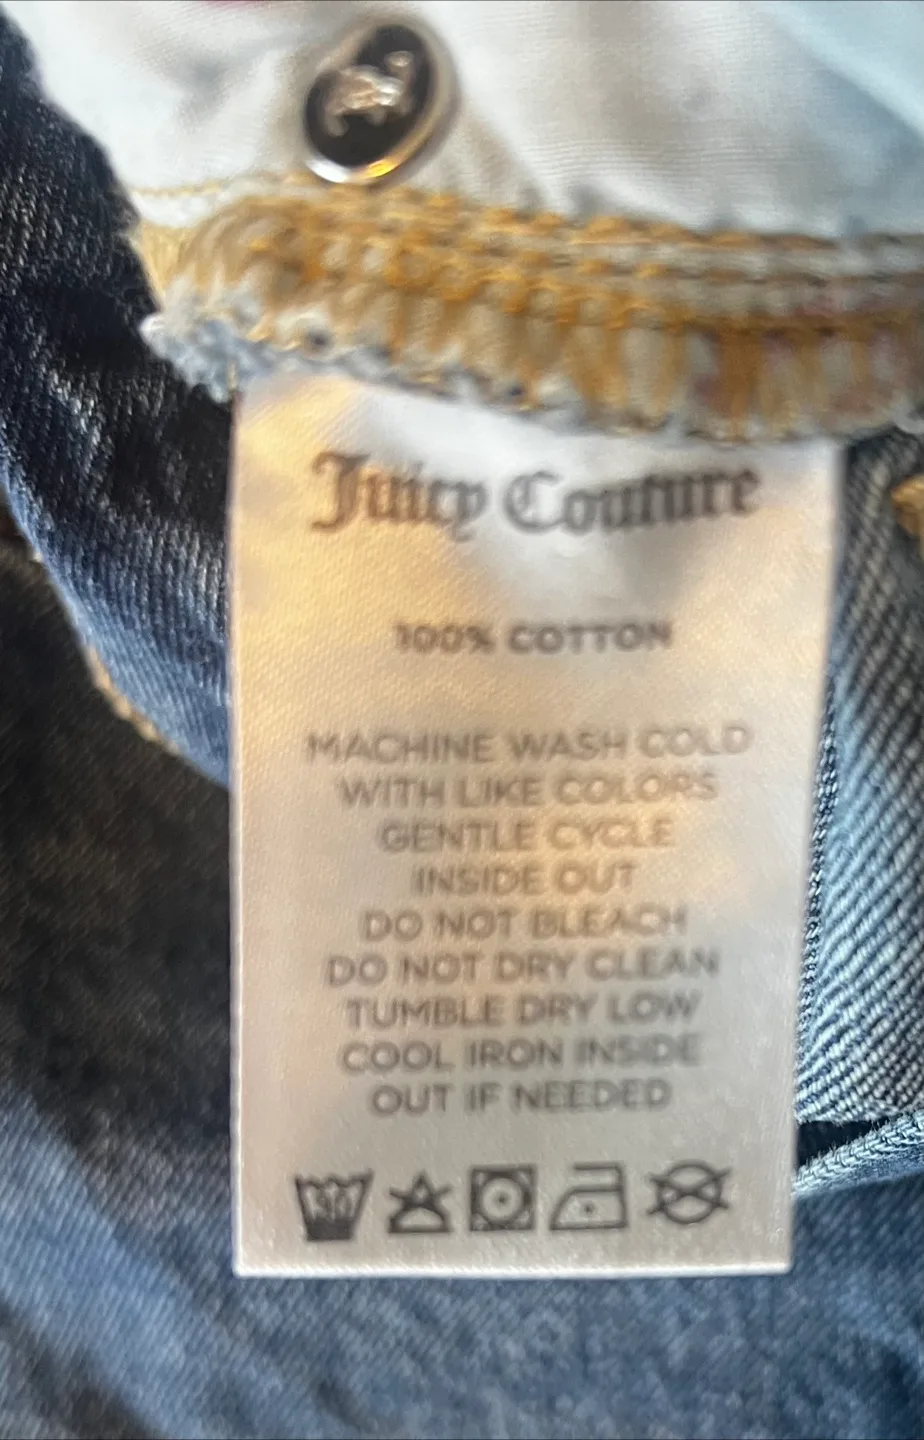 Juicy Couture
100% COTTON
MACHINE WASH COLD
WITH LIKE COLORS
GENTLE CYCLE
INSIDE OUT
DO NOT BLEACH
DO NOT DRY CLEAN
TUMBLE DRY LOW
COOL IRON INSIDE
OUT IF NEEDED
30